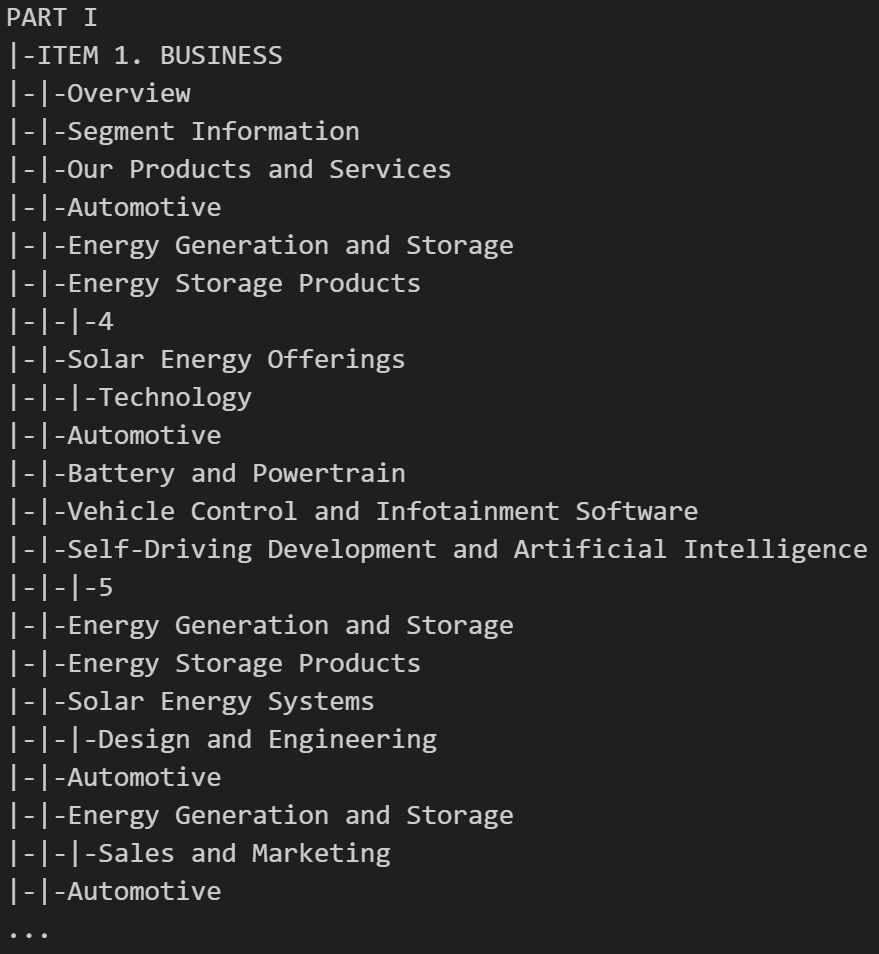 PART I
|-ITEM 1. BUSINESS
|-|-Overview
|-|-Segment Information
|-|-Our Products and Services
|-|-Automotive
|-|-Energy Generation and Storage
|-|-Energy Storage Products
|-|-|-4
|-|-Solar Energy Offerings
|-|-|-Technology
|-|-Automotive
|-|-Battery and Powertrain
|-|-Vehicle Control and Infotainment Software
|-|-Self-Driving Development and Artificial Intelligence
|-|-|-5
|-|-Energy Generation and Storage
|-|-Energy Storage Products
|-|-Solar Energy Systems
|-|-|-Design and Engineering
|-|-Automotive
|-|-Energy Generation and Storage
|-|-|-Sales and Marketing
|-|-Automotive
...